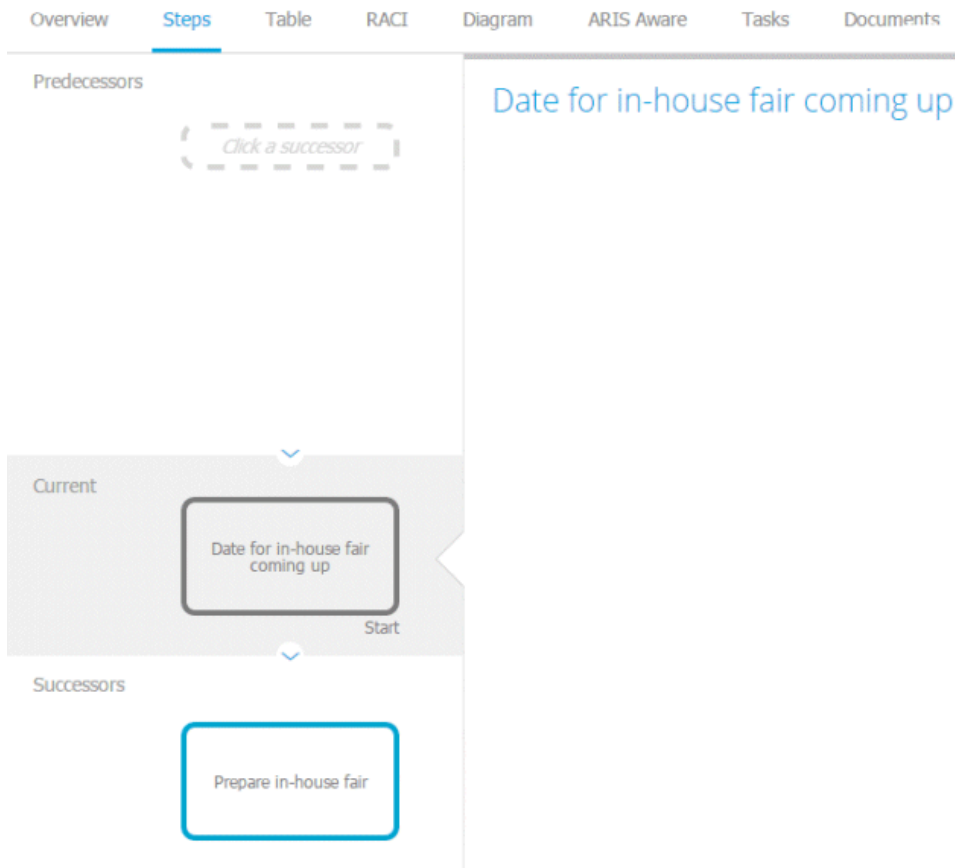 Overview Steps Table RACI Diagram ARIS Aware Tasks Documents
Predecessors
Click a successor
Date for in-house fair coming up
Current
Date for in-house fair
coming up
Start
Successors
Prepare in-house fair